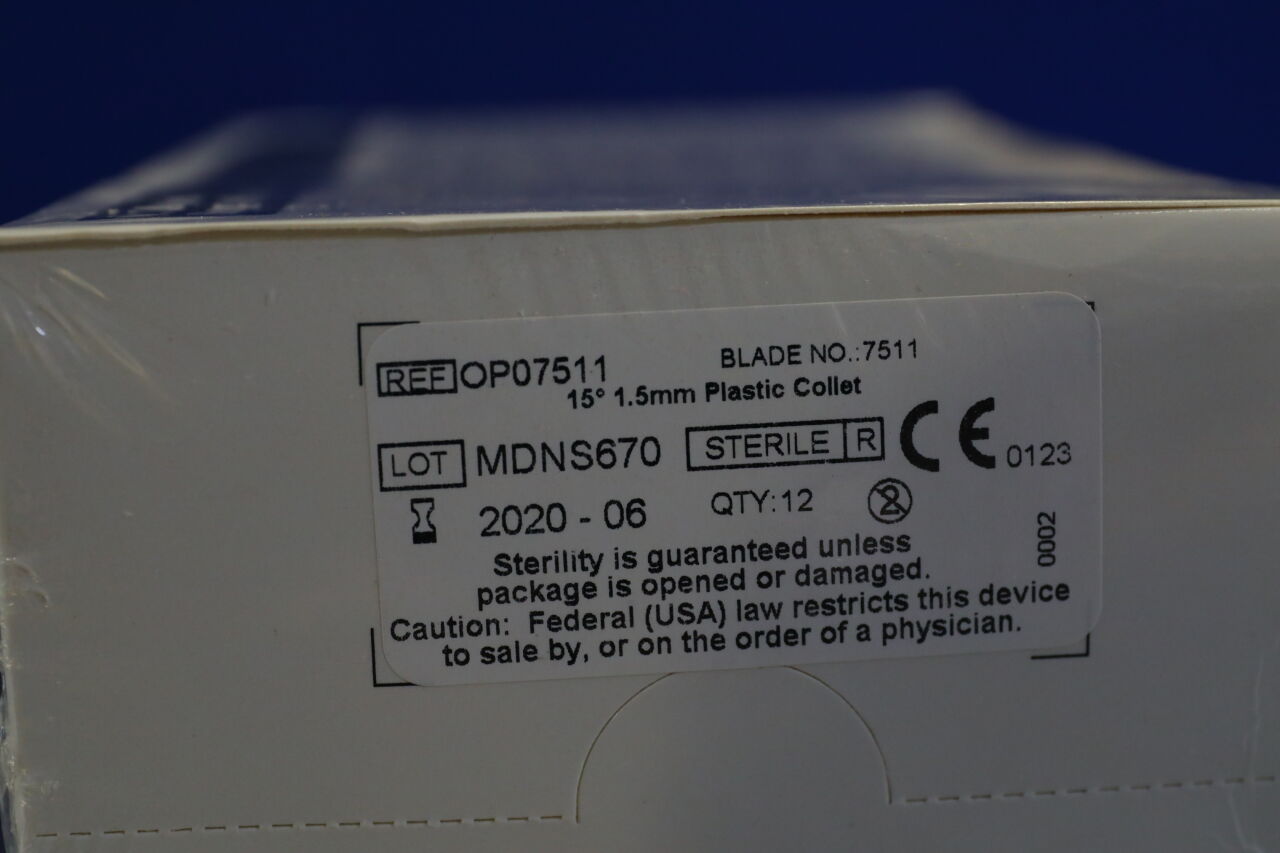 REF OP07511 BLADE NO.:7511
15° 1.5mm Plastic Collet
LOT MDNS670 STERILE R CE 0123
2020 - 06 QTY:12 2
0002
Sterility is guaranteed unless
package is opened or damaged.
Caution: Federal (USA) law restricts this device
to sale by, or on the order of a physician.